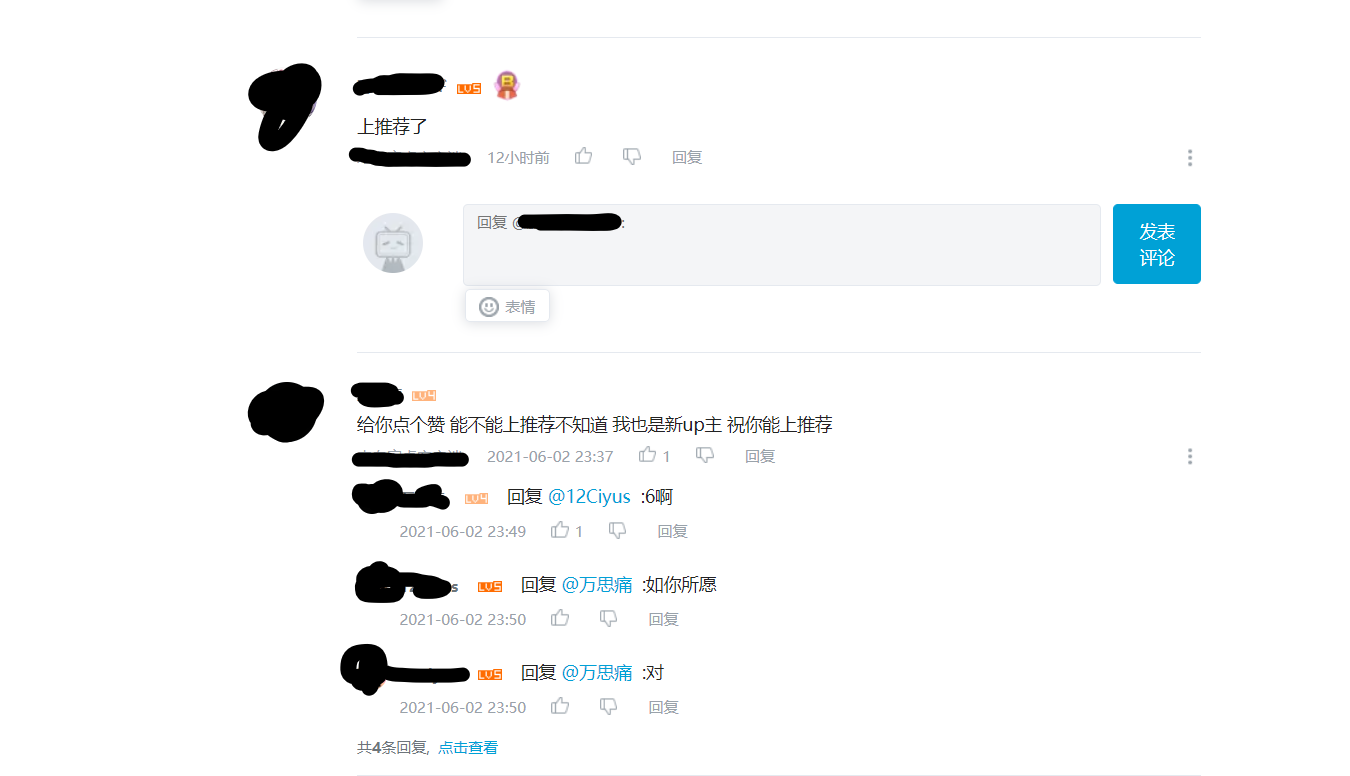 LV5
上推荐了
12小时前 回复
回复 @ :
发表
评论
表情
LV4
给你点个赞 能不能上推荐不知道 我也是新up主 祝你能上推荐
2021-06-02 23:37 1 回复
LV4 回复 @12Ciyus :6啊
2021-06-02 23:49 1 回复
LV5 回复 @万思痛 :如你所愿
2021-06-02 23:50 回复
LV5 回复 @万思痛 :对
2021-06-02 23:50 回复
共4条回复, 点击查看